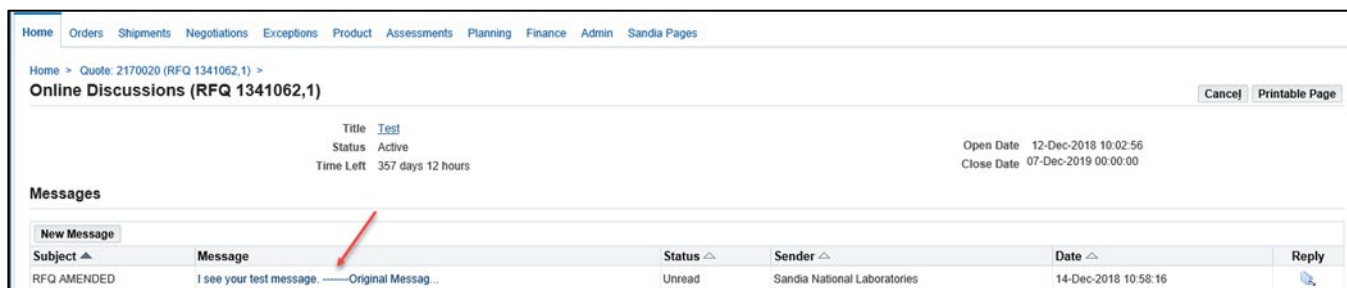 Home Orders Shipments Negotiations Exceptions Product Assessments Planning Finance Admin Sandia Pages
Home > Quote: 2170020 (RFQ 1341062,1) >
Online Discussions (RFQ 1341062,1)
Cancel Printable Page
Title Test
Status Active
Time Left 357 days 12 hours
Open Date 12-Dec-2018 10:02:56
Close Date 07-Dec-2019 00:00:00
Messages
New Message
Subject Message Status Sender Date Reply
RFQ AMENDED I see your test message. -------Original Messag... Unread Sandia National Laboratories 14-Dec-2018 10:58:16